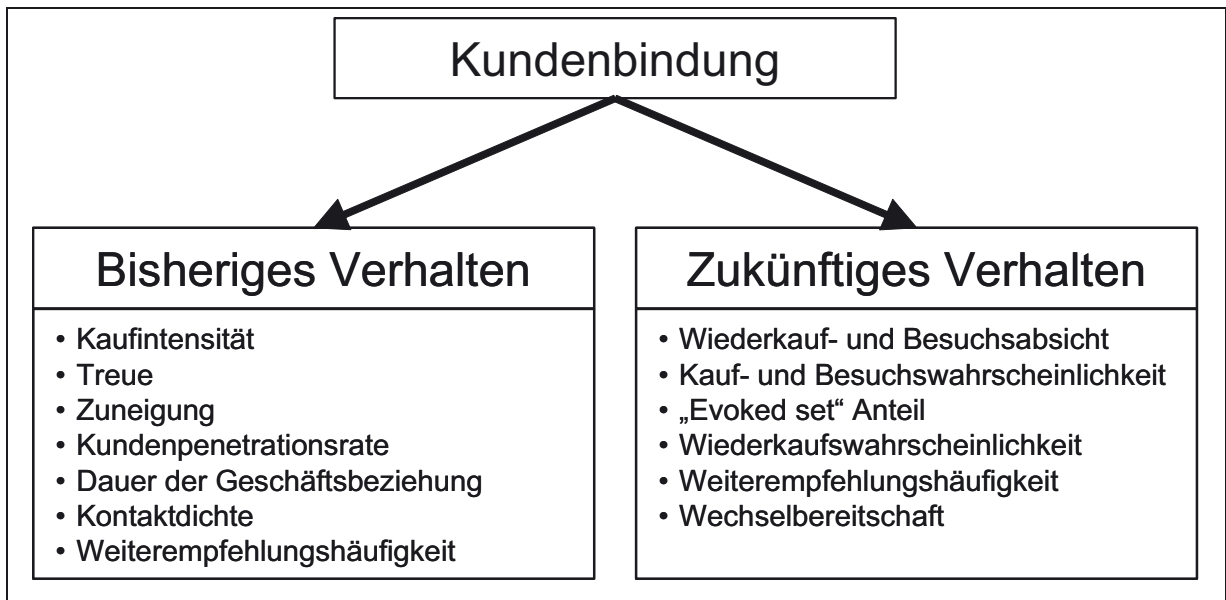 Kundenbindung
Bisheriges Verhalten
• Kaufintensität
• Treue
• Zuneigung
• Kundenpenetrationsrate
• Dauer der Geschäftsbeziehung
• Kontaktdichte
• Weiterempfehlungshäufigkeit
Zukünftiges Verhalten
• Wiederkauf- und Besuchsabsicht
• Kauf- und Besuchswahrscheinlichkeit
• „Evoked set“ Anteil
• Wiederkaufswahrscheinlichkeit
• Weiterempfehlungshäufigkeit
• Wechselbereitschaft